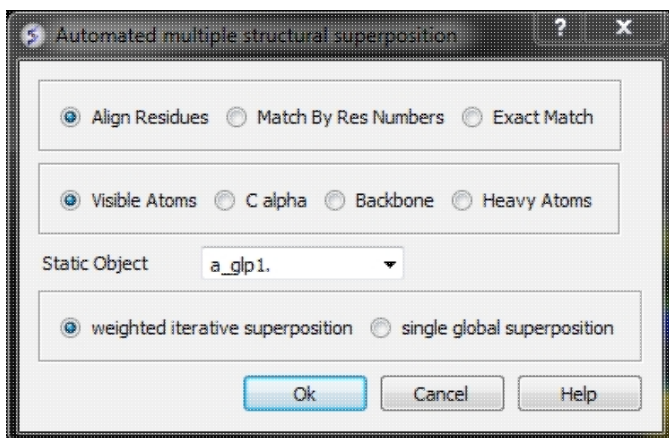 Automated multiple structural superposition
Align Residues Match By Res Numbers Exact Match
Visible Atoms C alpha Backbone Heavy Atoms
Static Object a_glp1.
weighted iterative superposition single global superposition
Ok Cancel Help